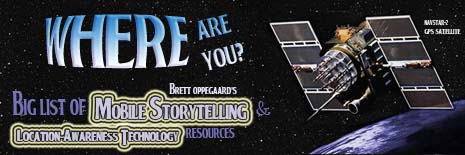 WHERE ARE YOU?
NAVSTAR-2
GPS SATELLITE
BRETT OPPEGAARD'S
BIG LIST OF MOBILE STORYTELLING &
LOCATION-AWARENESS TECHNOLOGY RESOURCES